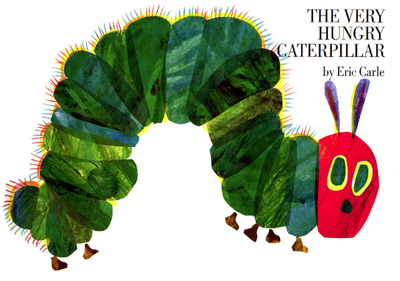 THE VERY
HUNGRY
CATERPILLAR
by Eric Carle